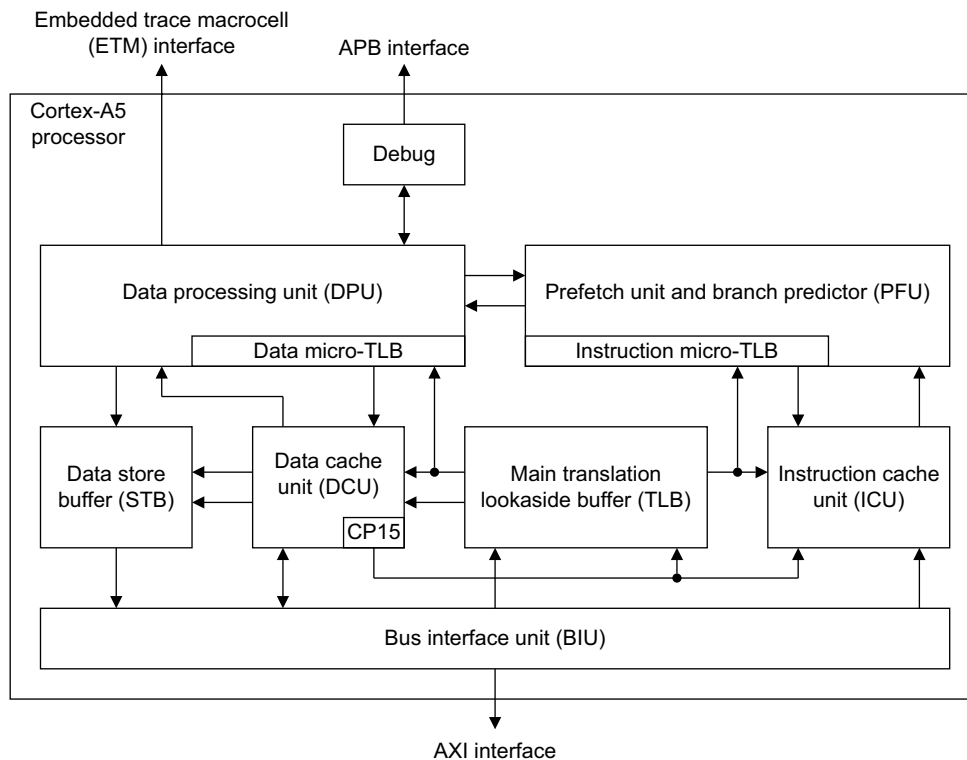 Embedded trace macrocell
(ETM) interface
APB interface
Cortex-A5
processor
Debug
Data processing unit (DPU)
Prefetch unit and branch predictor (PFU)
Data micro-TLB
Instruction micro-TLB
Data store
buffer (STB)
Data cache
unit (DCU)
CP15
Main translation
lookaside buffer (TLB)
Instruction cache
unit (ICU)
Bus interface unit (BIU)
AXI interface